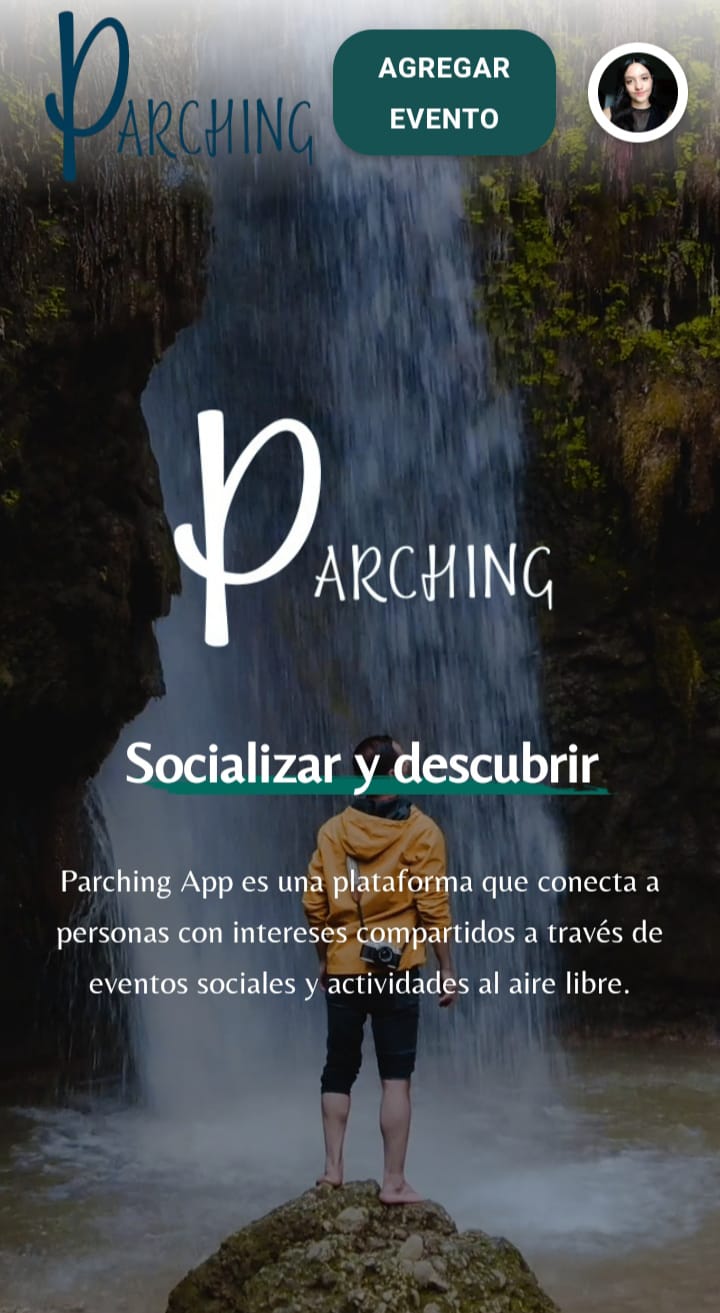 PARCHING
AGREGAR
EVENTO
PARCHING
Socializar y descubrir
Parching App es una plataforma que conecta a
personas con intereses compartidos a través de
eventos sociales y actividades al aire libre.